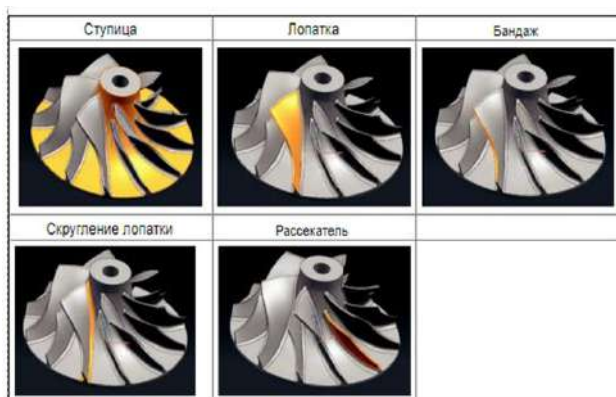 Ступица
Лопатка
Бандаж
Скругление лопатки
Рассекатель